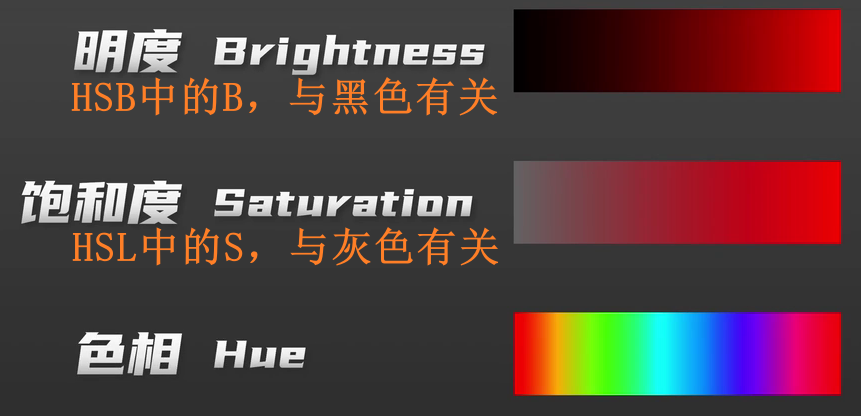 明度 Brightness
HSB中的B，与黑色有关
饱和度 Saturation
HSL中的S，与灰色有关
色相 Hue